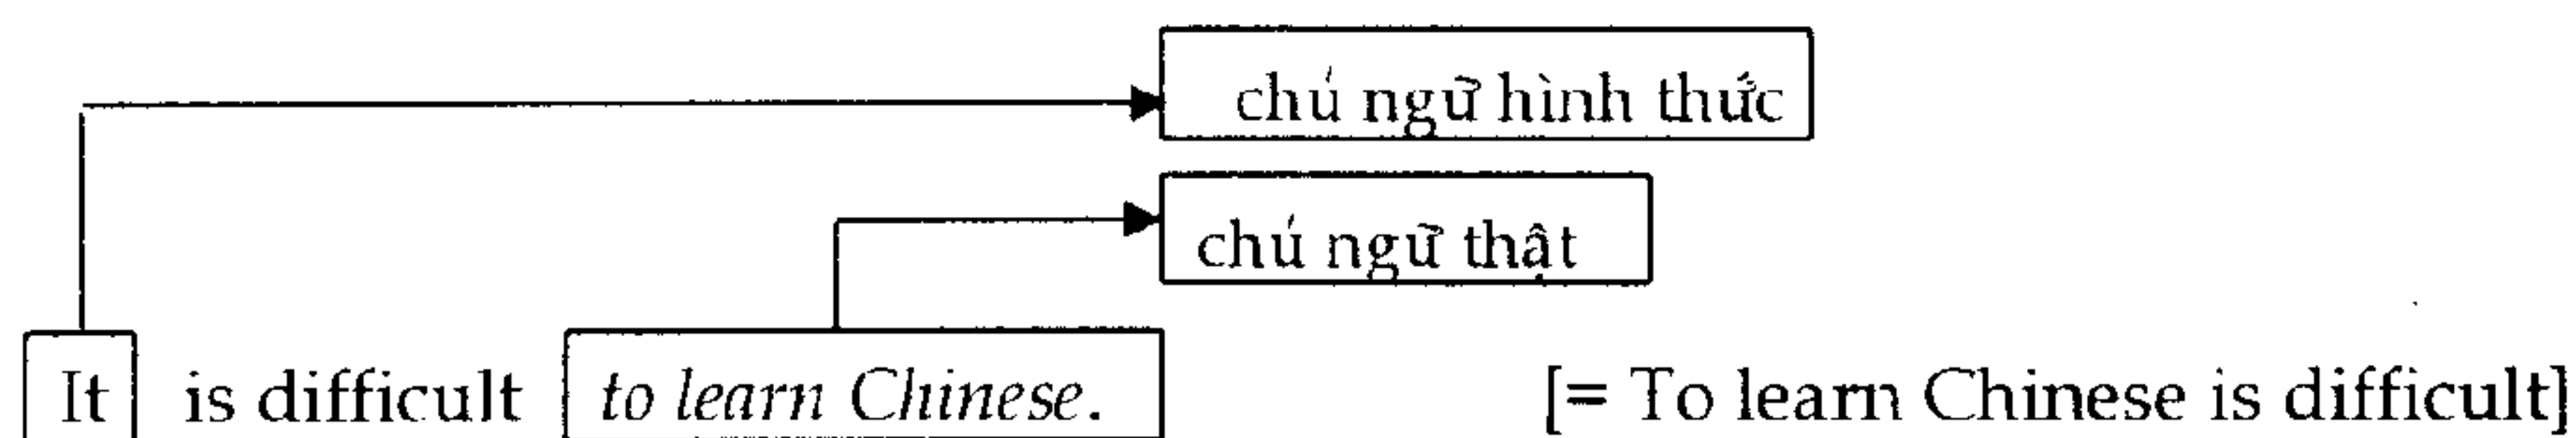 chủ ngữ hình thức
chủ ngữ thật
It is difficult to learn Chinese. [= To learn Chinese is difficult]